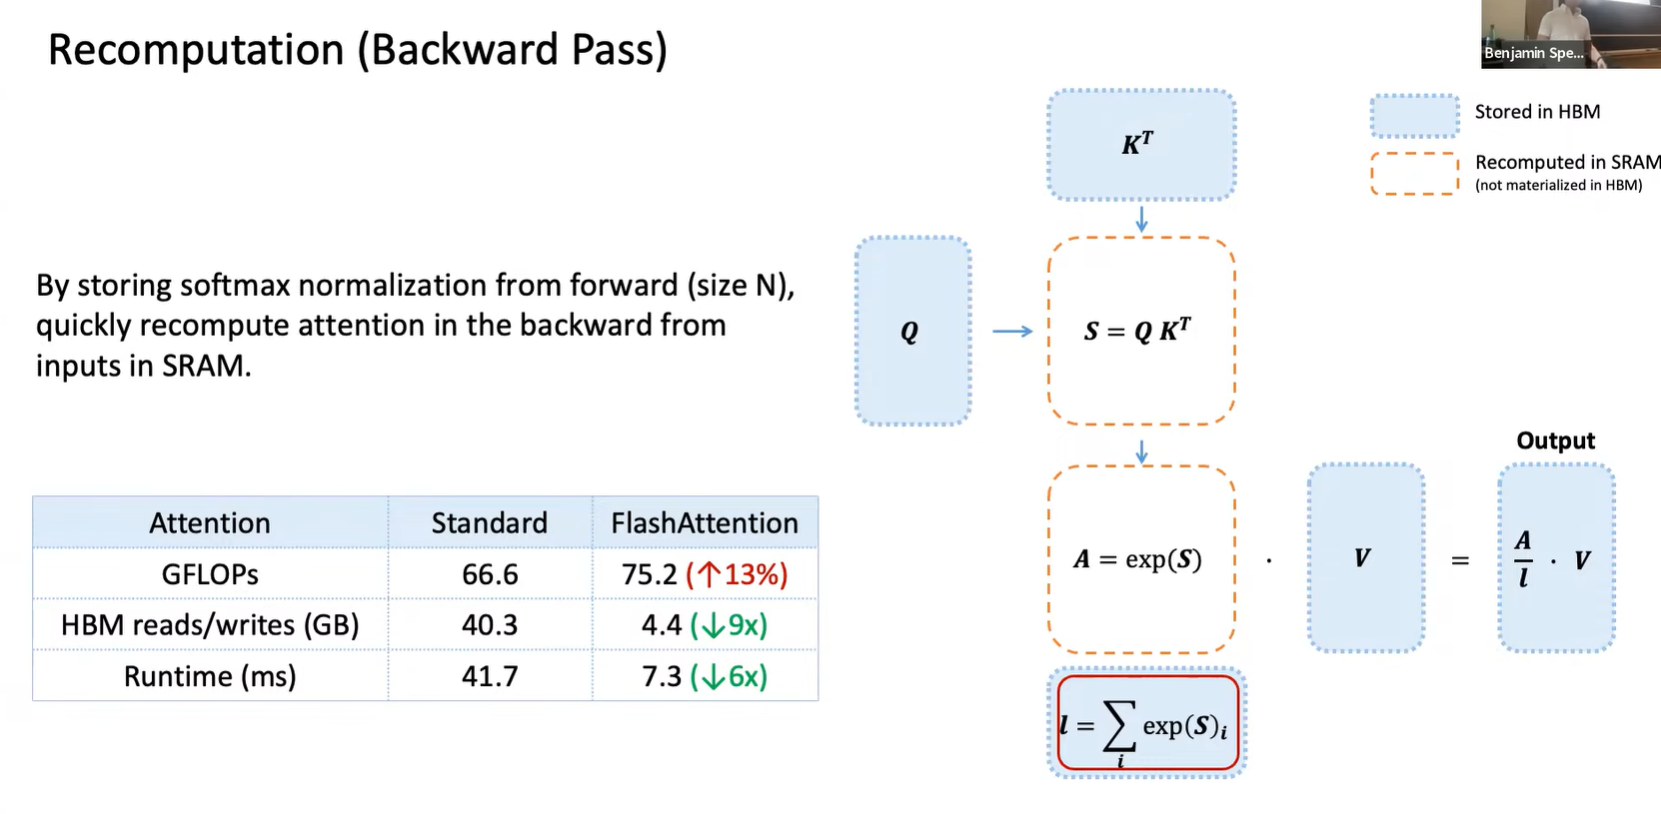 Recomputation (Backward Pass)
Benjamin Spe...
Stored in HBM
Recomputed in SRAM
(not materialized in HBM)
Kᵀ
Q
S = Q Kᵀ
By storing softmax normalization from forward (size N),
quickly recompute attention in the backward from
inputs in SRAM.
Output
A = exp(S)
·
V
=
A/l · V
l = ∑ᵢ exp(S)ᵢ
Attention Standard FlashAttention
GFLOPs 66.6 75.2 (↑13%)
HBM reads/writes (GB) 40.3 4.4 (↓9x)
Runtime (ms) 41.7 7.3 (↓6x)